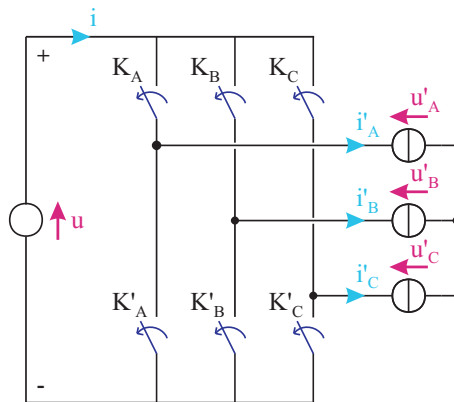 i
+
K_A K_B K_C
u'_A
i'_A
u'_B
u
i'_B
u'_C
i'_C
K'_A K'_B K'_C
-